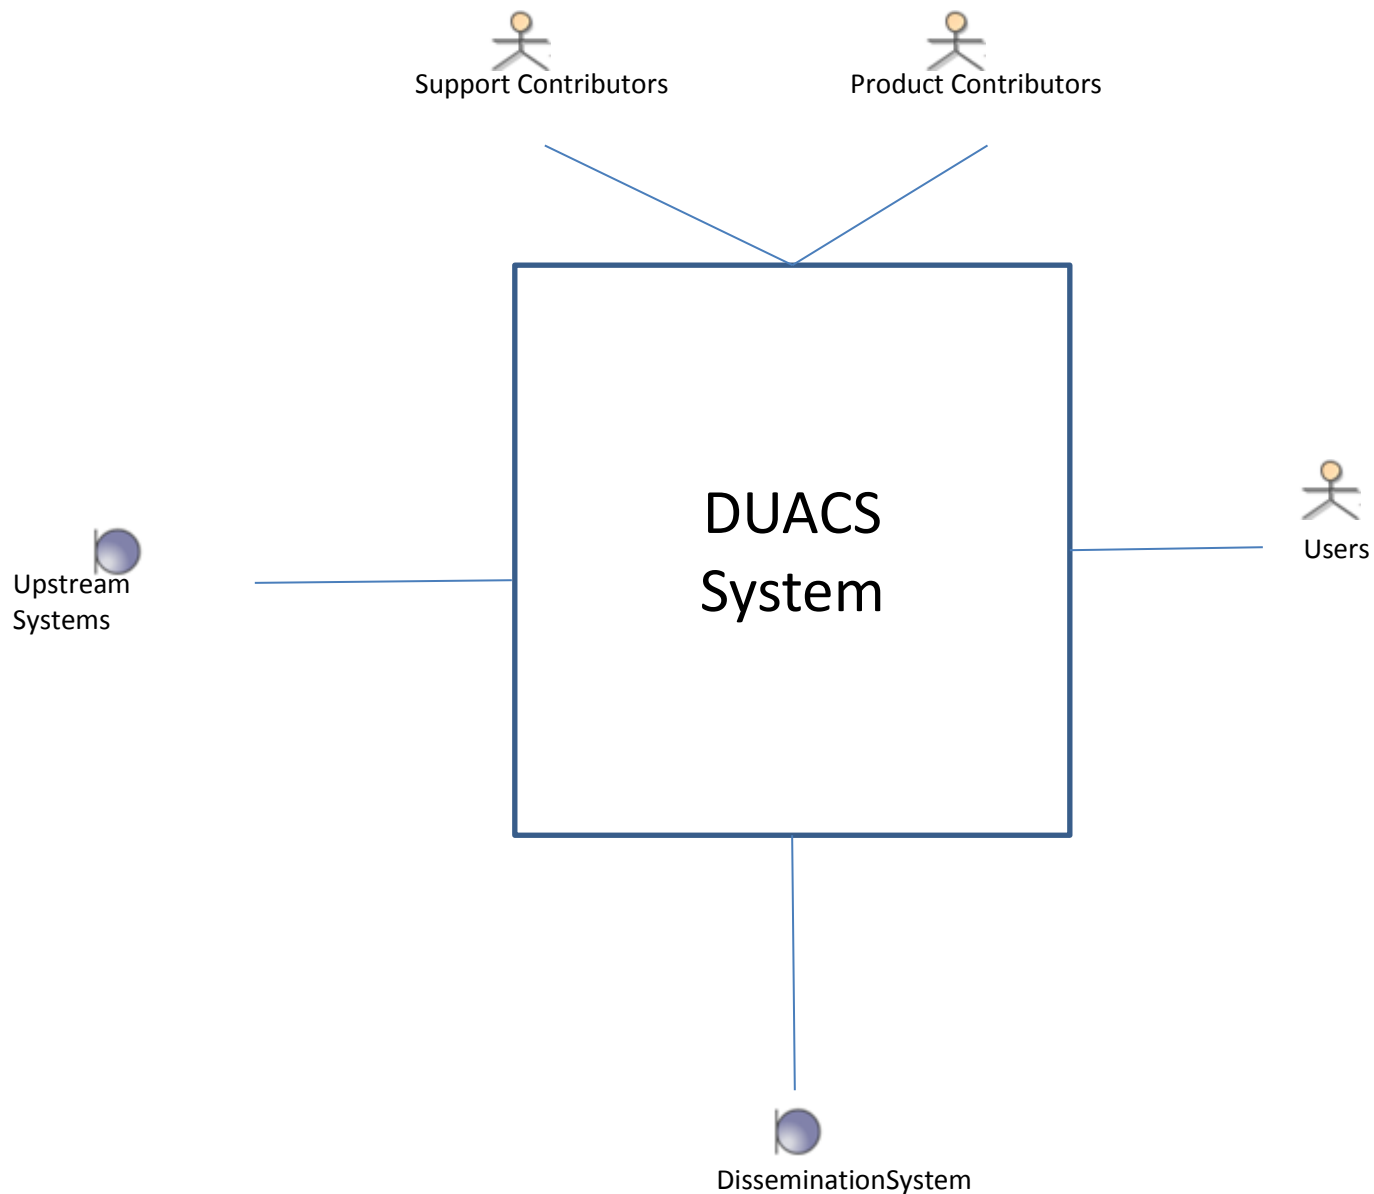 Support Contributors
Product Contributors
DUACS
System
Users
Upstream
Systems
DisseminationSystem